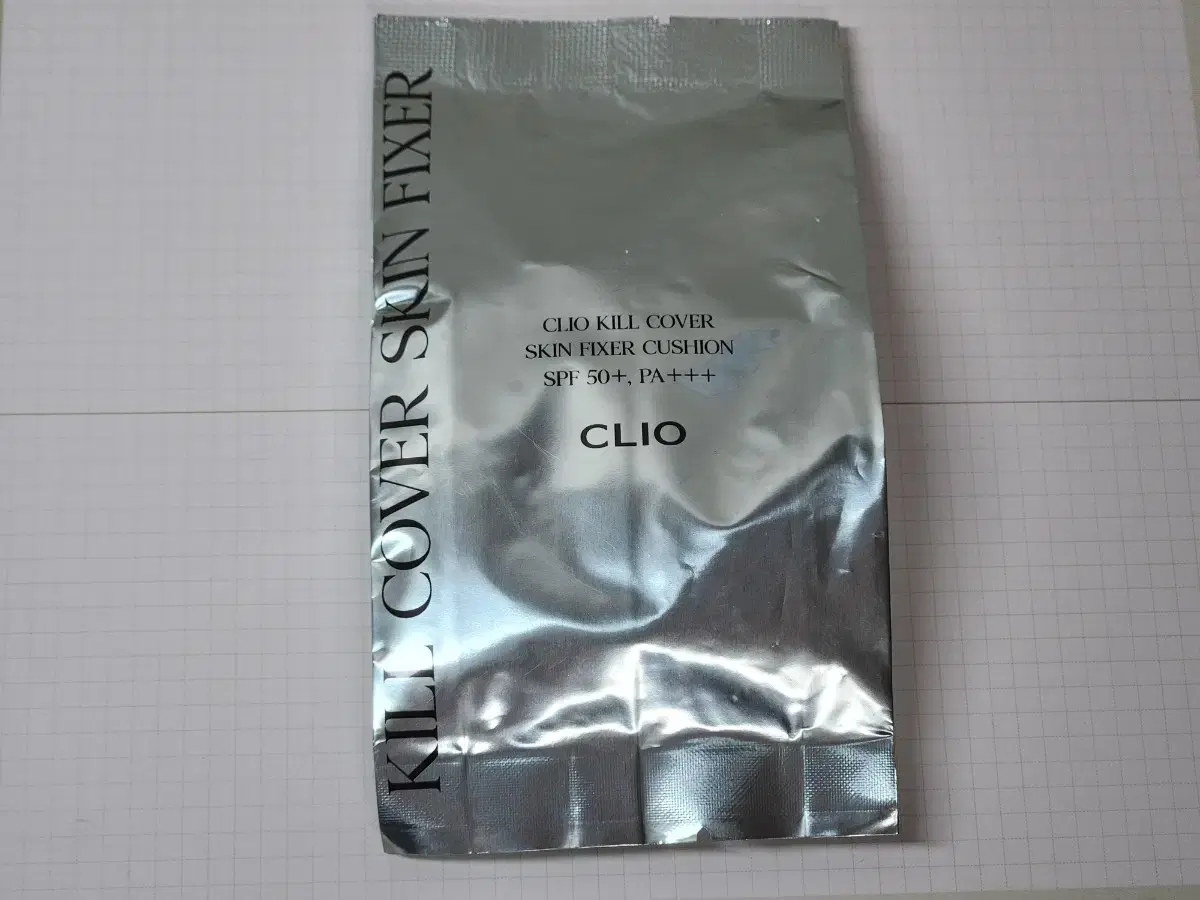 KILL COVER SKIN FIXER
CLIO KILL COVER
SKIN FIXER CUSHION
SPF 50+, PA+++
CLIO